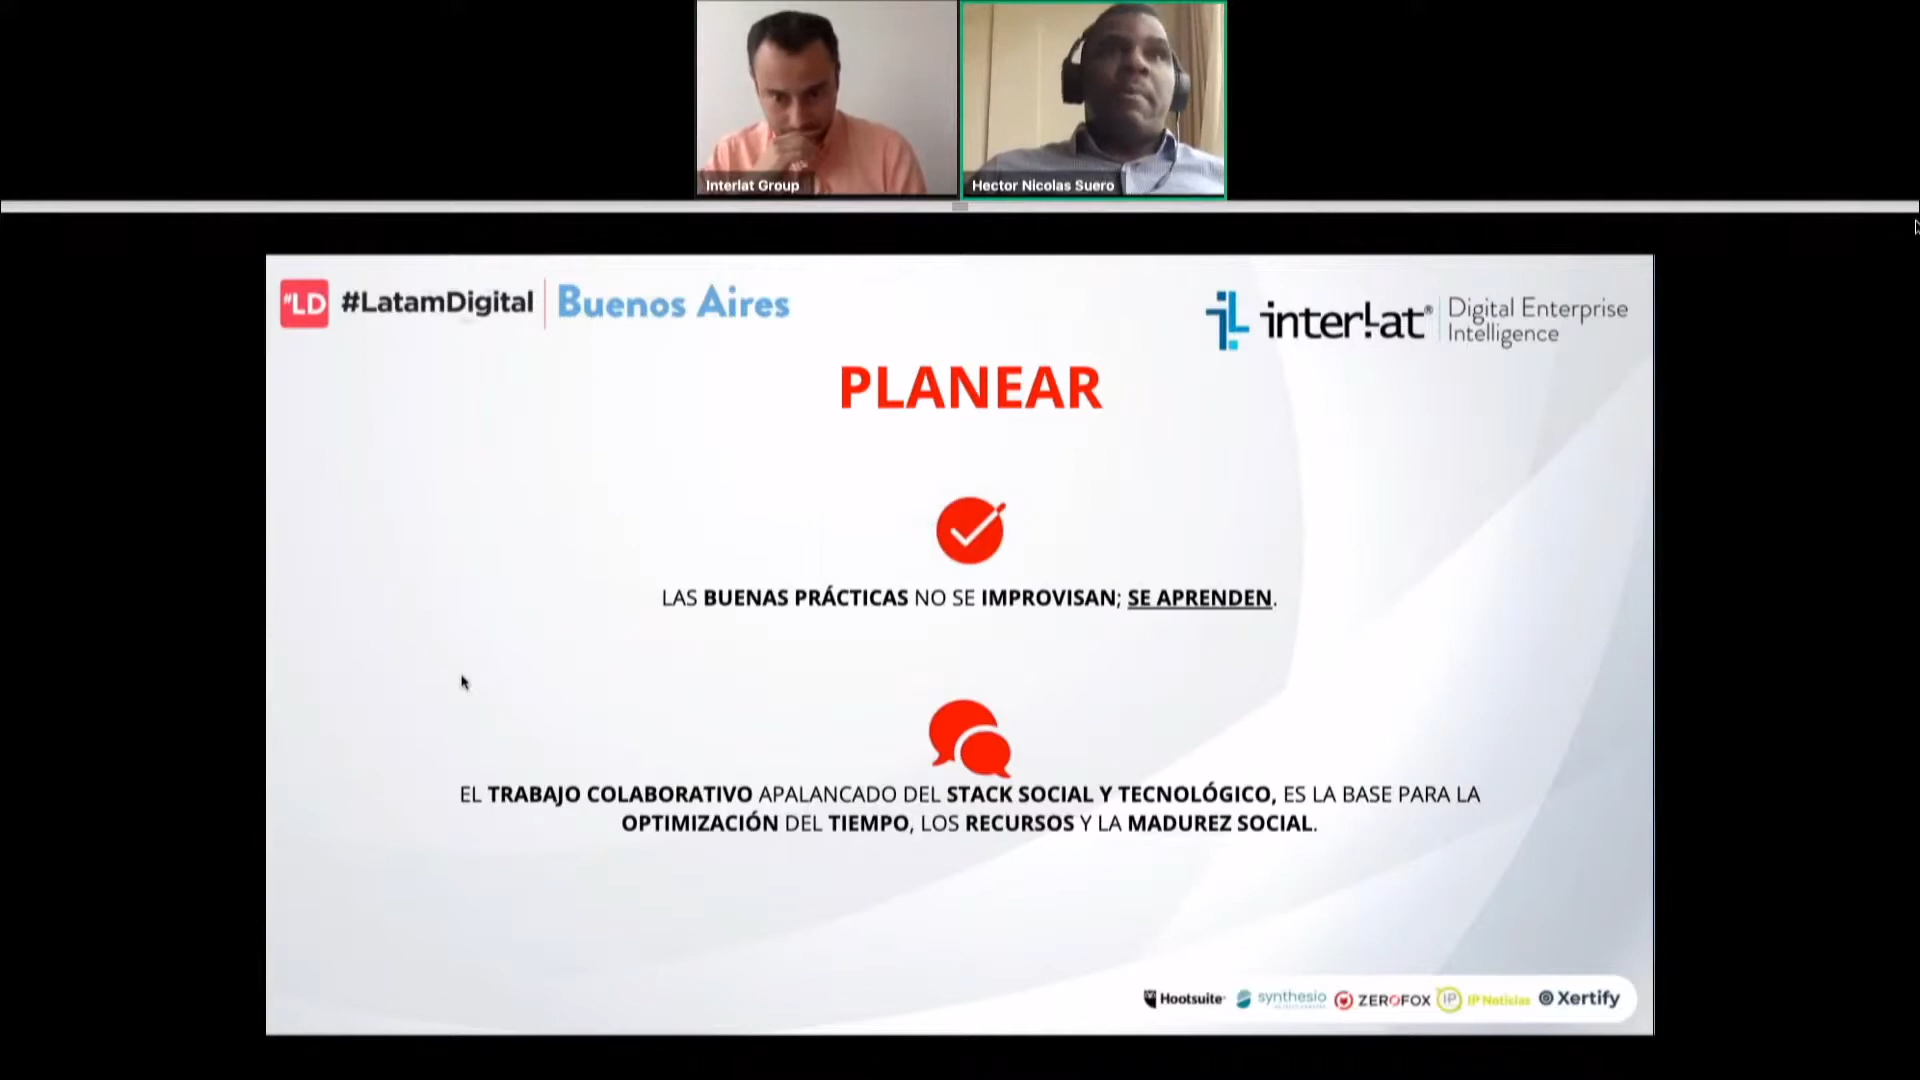 Interlat Group
Hector Nicolas Suero
"LD #LatamDigital Buenos Aires
interlat® Digital Enterprise
Intelligence
PLANEAR
LAS BUENAS PRÁCTICAS NO SE IMPROVISAN; SE APRENDEN.
EL TRABAJO COLABORATIVO APALANCADO DEL STACK SOCIAL Y TECNOLÓGICO, ES LA BASE PARA LA
OPTIMIZACIÓN DEL TIEMPO, LOS RECURSOS Y LA MADUREZ SOCIAL.
Hootsuite synthesio ZEROFOX IP IP Noticias Xertify